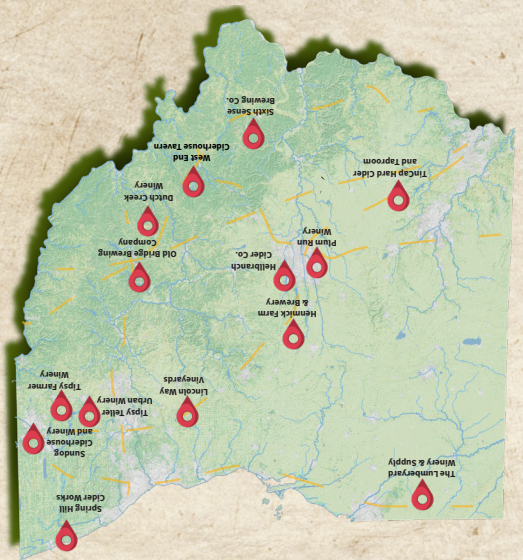 Spring Hill
Cider Works
The Lumberyard
Winery & Supply
Sundog
Ciderhouse
and Winery
Tipsy Teller
Urban Winery
Lincoln Way
Vineyards
Tipsy Farmer
Winery
Henmick Farm
& Brewery
Hellbranch
Cider Co.
Old Bridge Brewing
Company
Plum Run
Winery
Dutch Creek
Winery
TinCap Hard Cider
and Taproom
West End
Ciderhouse Tavern
Sixth Sense
Brewing Co.